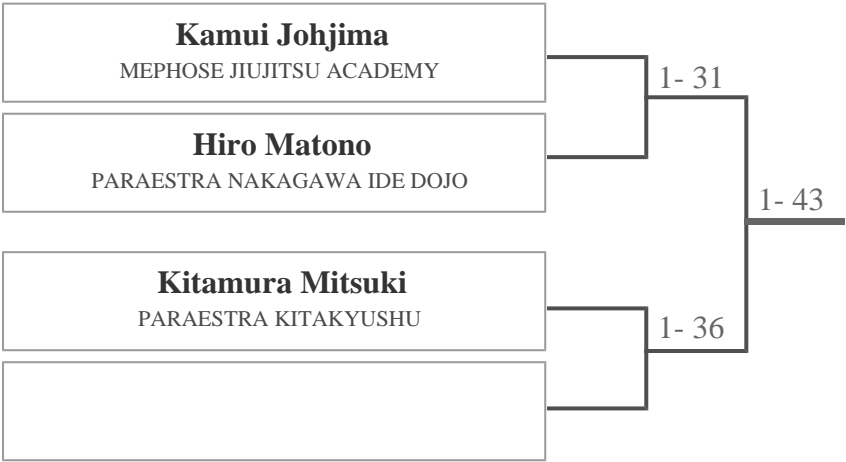 Kamui Johjima
MEPHOSE JIUJITSU ACADEMY
1- 31
Hiro Matono
PARAESTRA NAKAGAWA IDE DOJO
1- 43
Kitamura Mitsuki
PARAESTRA KITAKYUSHU
1- 36